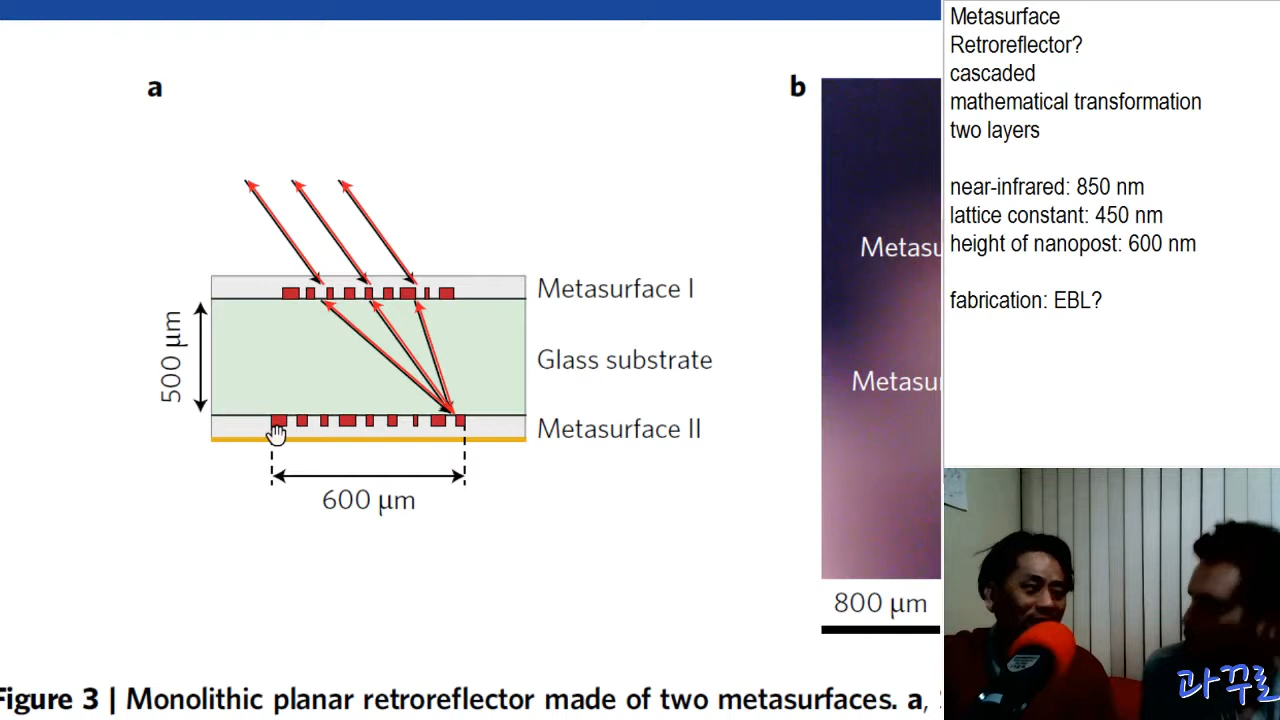 a
b
500 µm
Metasurface I
Glass substrate
Metasurface II
600 µm
Metasu
Metasu
800 µm
Figure 3 | Monolithic planar retroreflector made of two metasurfaces. a,
Metasurface
Retroreflector?
cascaded
mathematical transformation
two layers
near-infrared: 850 nm
lattice constant: 450 nm
height of nanopost: 600 nm
fabrication: EBL?
과꾸로